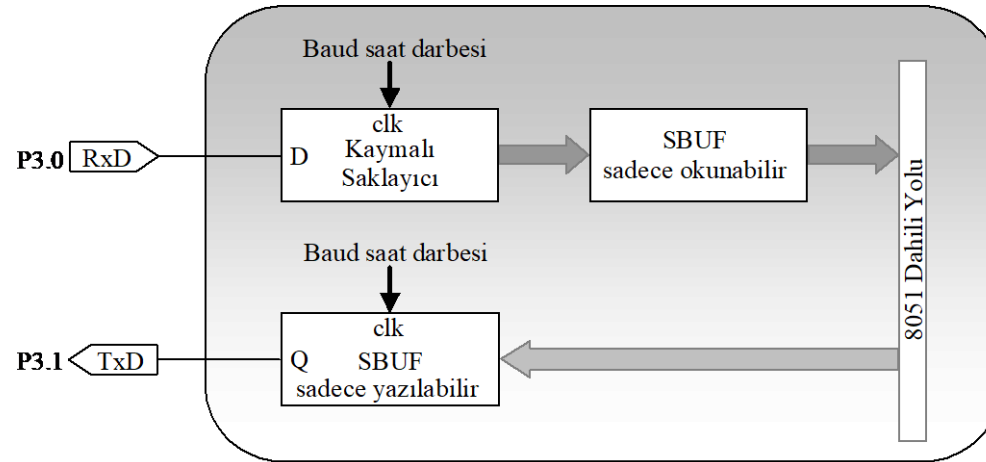 Baud saat darbesi
P3.0
RxD
clk
D
Kaymalı
Saklayıcı
SBUF
sadece okunabilir
8051 Dahili Yolu
Baud saat darbesi
P3.1
TxD
clk
Q
SBUF
sadece yazılabilir